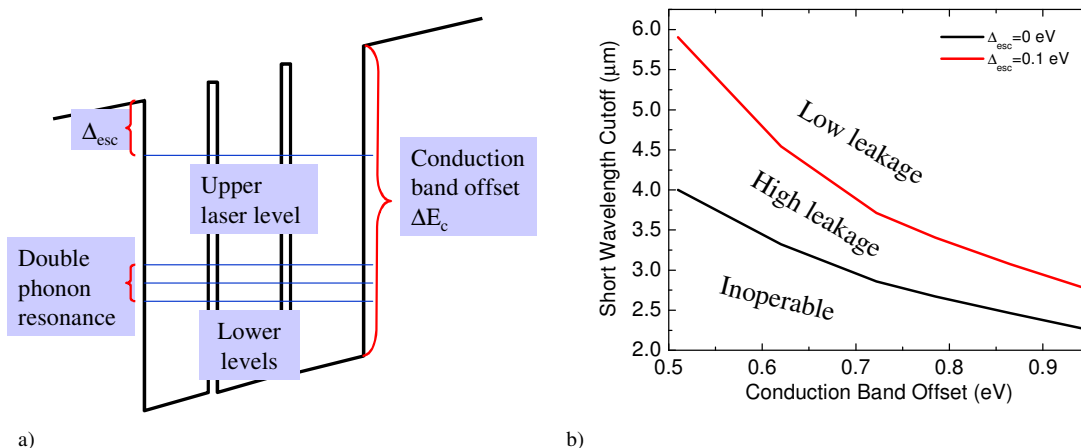 Δesc
Upper
laser level
Conduction
band offset
ΔEc
Double
phonon
resonance
Lower
levels
a)
Short Wavelength Cutoff (μm)
6.0
5.5
5.0
4.5
4.0
3.5
3.0
2.5
2.0
Δesc=0 eV
Δesc=0.1 eV
Low leakage
High leakage
Inoperable
0.5 0.6 0.7 0.8 0.9
Conduction Band Offset (eV)
b)